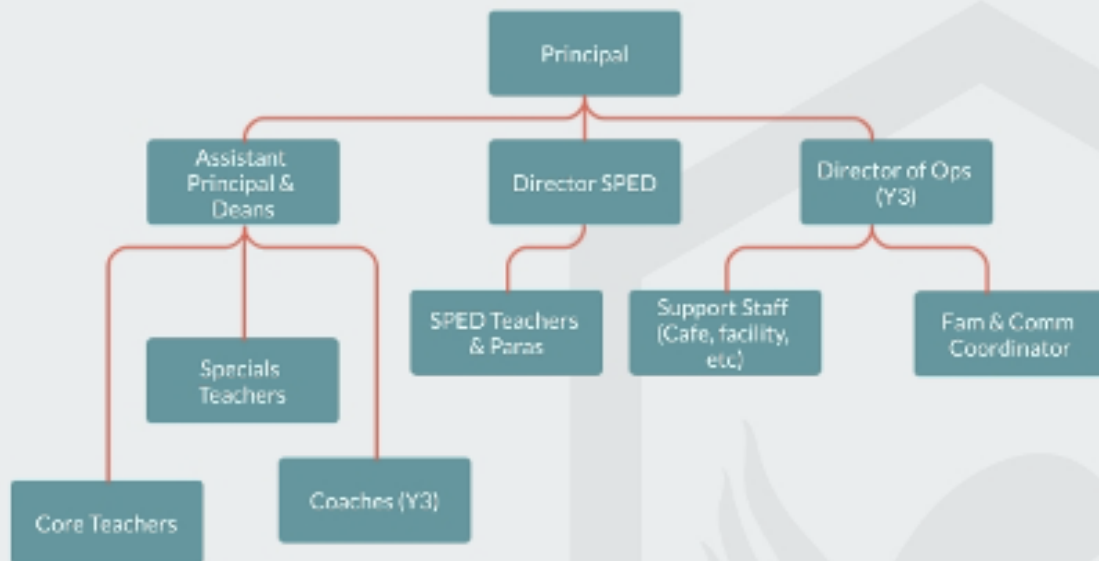 Principal
Assistant
Principal &
Deans
Director SPED
Director of Ops
(Y3)
SPED Teachers
& Paras
Support Staff
(Cafe, facility,
etc)
Fam & Comm
Coordinator
Specials
Teachers
Coaches (Y3)
Core Teachers